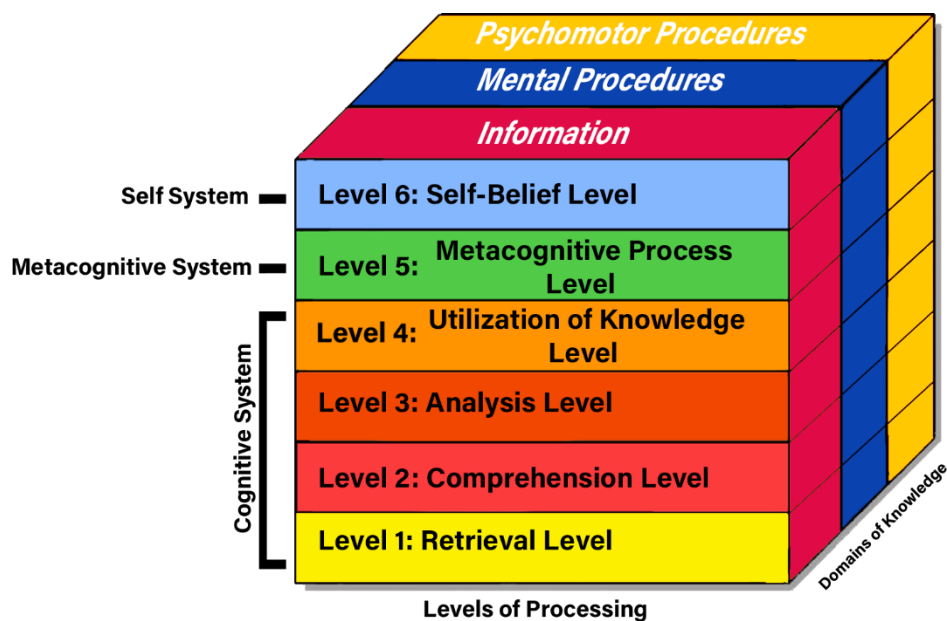 Psychomotor Procedures
Mental Procedures
Information
Self System
Level 6: Self-Belief Level
Metacognitive System
Level 5: Metacognitive Process
Level
Cognitive System
Level 4: Utilization of Knowledge
Level
Level 3: Analysis Level
Level 2: Comprehension Level
Level 1: Retrieval Level
Domains of Knowledge
Levels of Processing